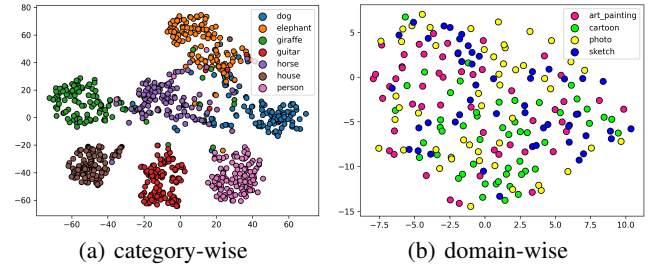 80
60
40
20
0
−20
−40
−60
−60 −40 −20 0 20 40 60
dog
elephant
giraffe
guitar
horse
house
person
5
0
−5
−10
−15
−7.5 −5.0 −2.5 0.0 2.5 5.0 7.5 10.0
art_painting
cartoon
photo
sketch
(a) category-wise (b) domain-wise